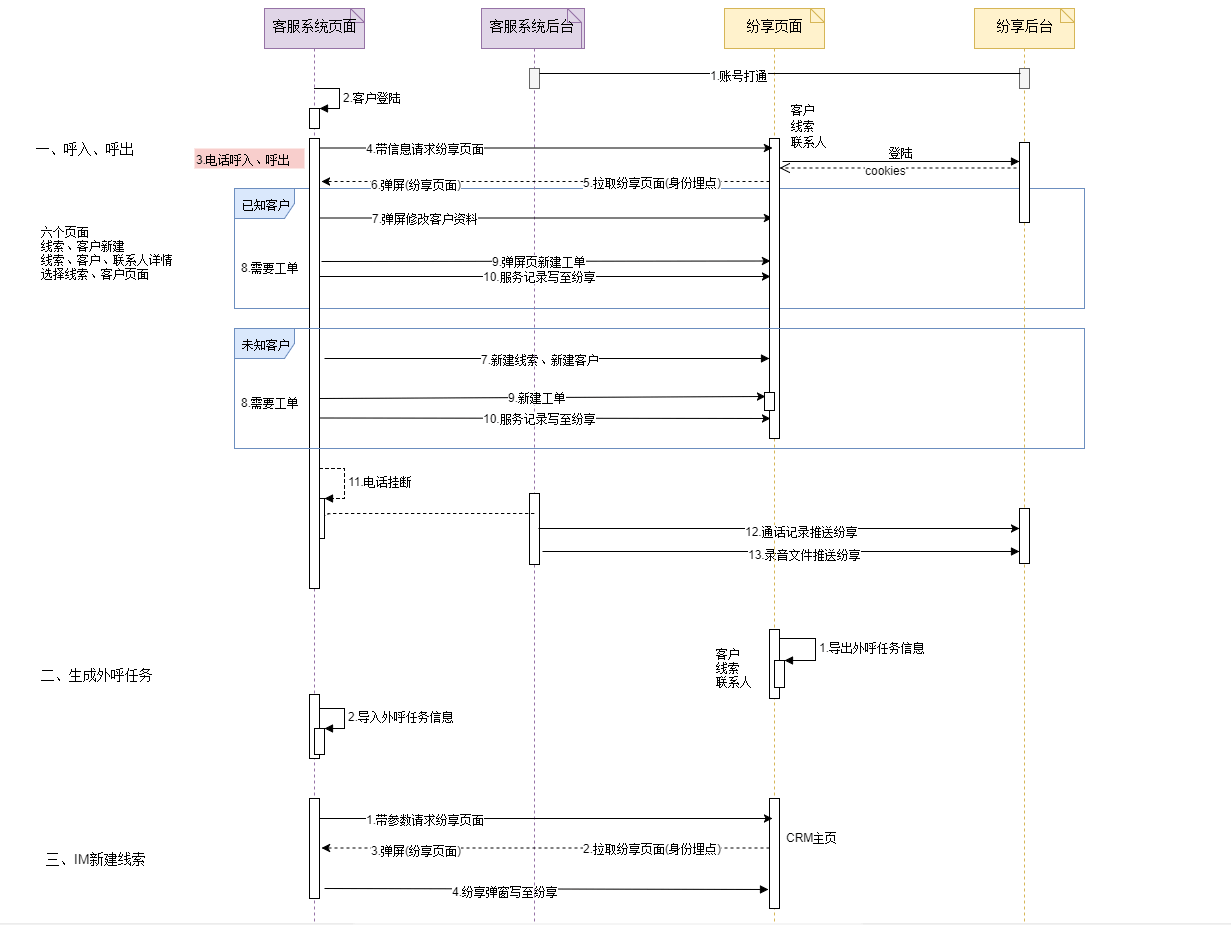 客服系统页面
客服系统后台
纷享页面
纷享后台
1.账号打通
2.客户登陆
客户
线索
联系人
一、呼入、呼出
3.电话呼入、呼出
4.带信息请求纷享页面
登陆
cookies
6.弹屏(纷享页面)
5.拉取纷享页面(身份埋点)
已知客户
7.弹屏修改客户资料
六个页面
线索、客户新建
线索、客户、联系人详情
选择线索、客户页面
8.需要工单
9.弹屏页新建工单
10.服务记录写至纷享
未知客户
7.新建线索、新建客户
8.需要工单
9.新建工单
10.服务记录写至纷享
11.电话挂断
12.通话记录推送纷享
13.录音文件推送纷享
二、生成外呼任务
客户
线索
联系人
1.导出外呼任务信息
2.导入外呼任务信息
1.带参数请求纷享页面
CRM主页
三、IM新建线索
3.弹屏(纷享页面)
2.拉取纷享页面(身份埋点)
4.纷享弹窗写至纷享